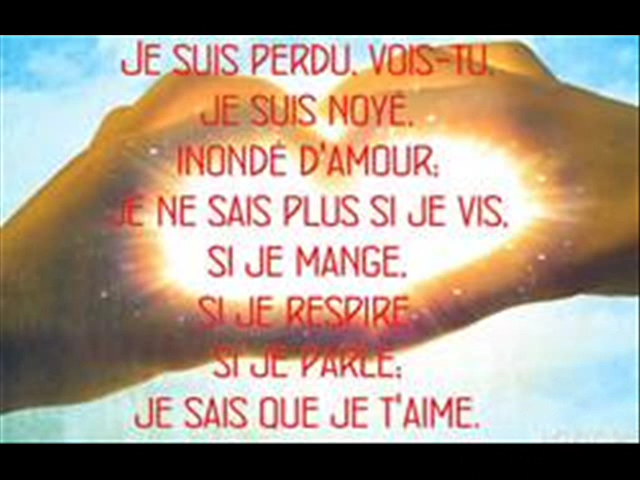 JE SUIS PERDU, VOIS-TU,
JE SUIS NOYÉ,
INONDÉ D'AMOUR;
JE NE SAIS PLUS SI JE VIS,
SI JE MANGE,
SI JE RESPIRE,
SI JE PARLE;
JE SAIS QUE JE T'AIME.